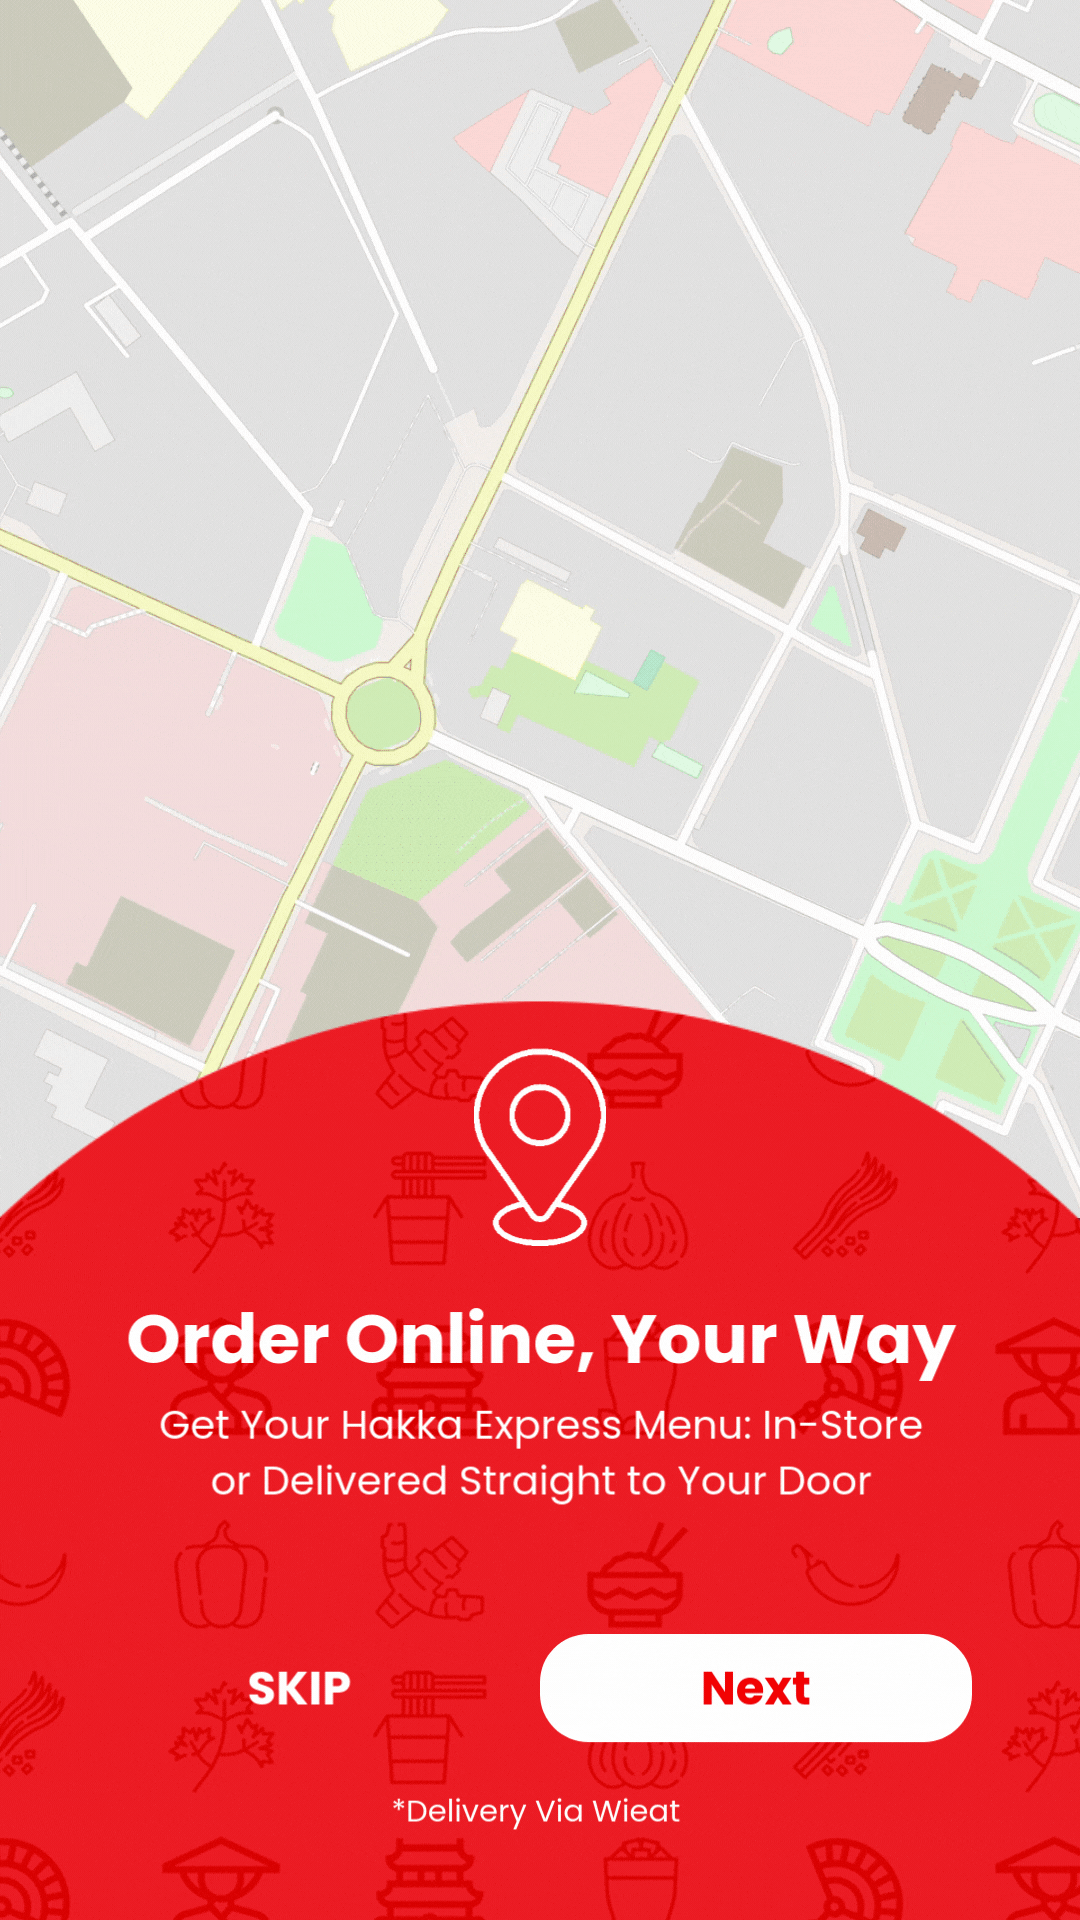 Order Online, Your Way
Get Your Hakka Express Menu: In-Store
or Delivered Straight to Your Door
SKIP
Next
*Delivery Via Wieat